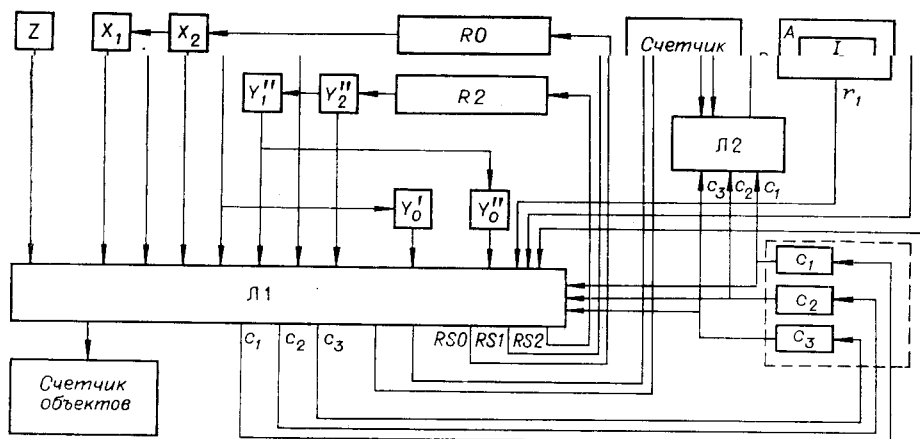 Z X₁ X₂ R0 Счетчик A
Y₁'' Y₂'' R2 r₁
Л2
c₃ c₂ c₁
Y₀' Y₀''
C₁
Л1
C₂
c₁ c₂ c₃ RS0 RS1 RS2
C₃
Счетчик
объектов